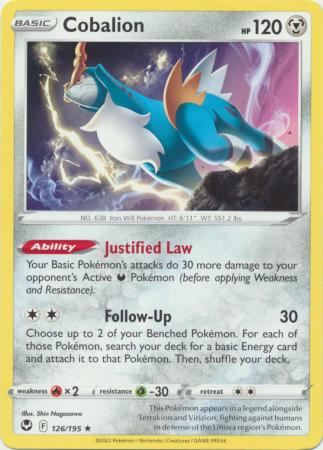 BASIC
Cobalion
HP 120
NO. 638 Iron Will Pokémon HT: 6'11" WT: 551.2 lbs.
Ability Justified Law
Your Basic Pokémon's attacks do 30 more damage to your
opponent's Active Pokémon (before applying Weakness
and Resistance).
Follow-Up 30
Choose up to 2 of your Benched Pokémon. For each of
those Pokémon, search your deck for a basic Energy card
and attach it to that Pokémon. Then, shuffle your deck.
weakness ×2 resistance -30 retreat
Illus. Shin Nagasawa
F 126/195 ★
This Pokémon appears in a legend alongside
Terrakion and Virizion, fighting against humans
in defense of the Unova region's Pokémon.
©2022 Pokémon / Nintendo / Creatures / GAME FREAK